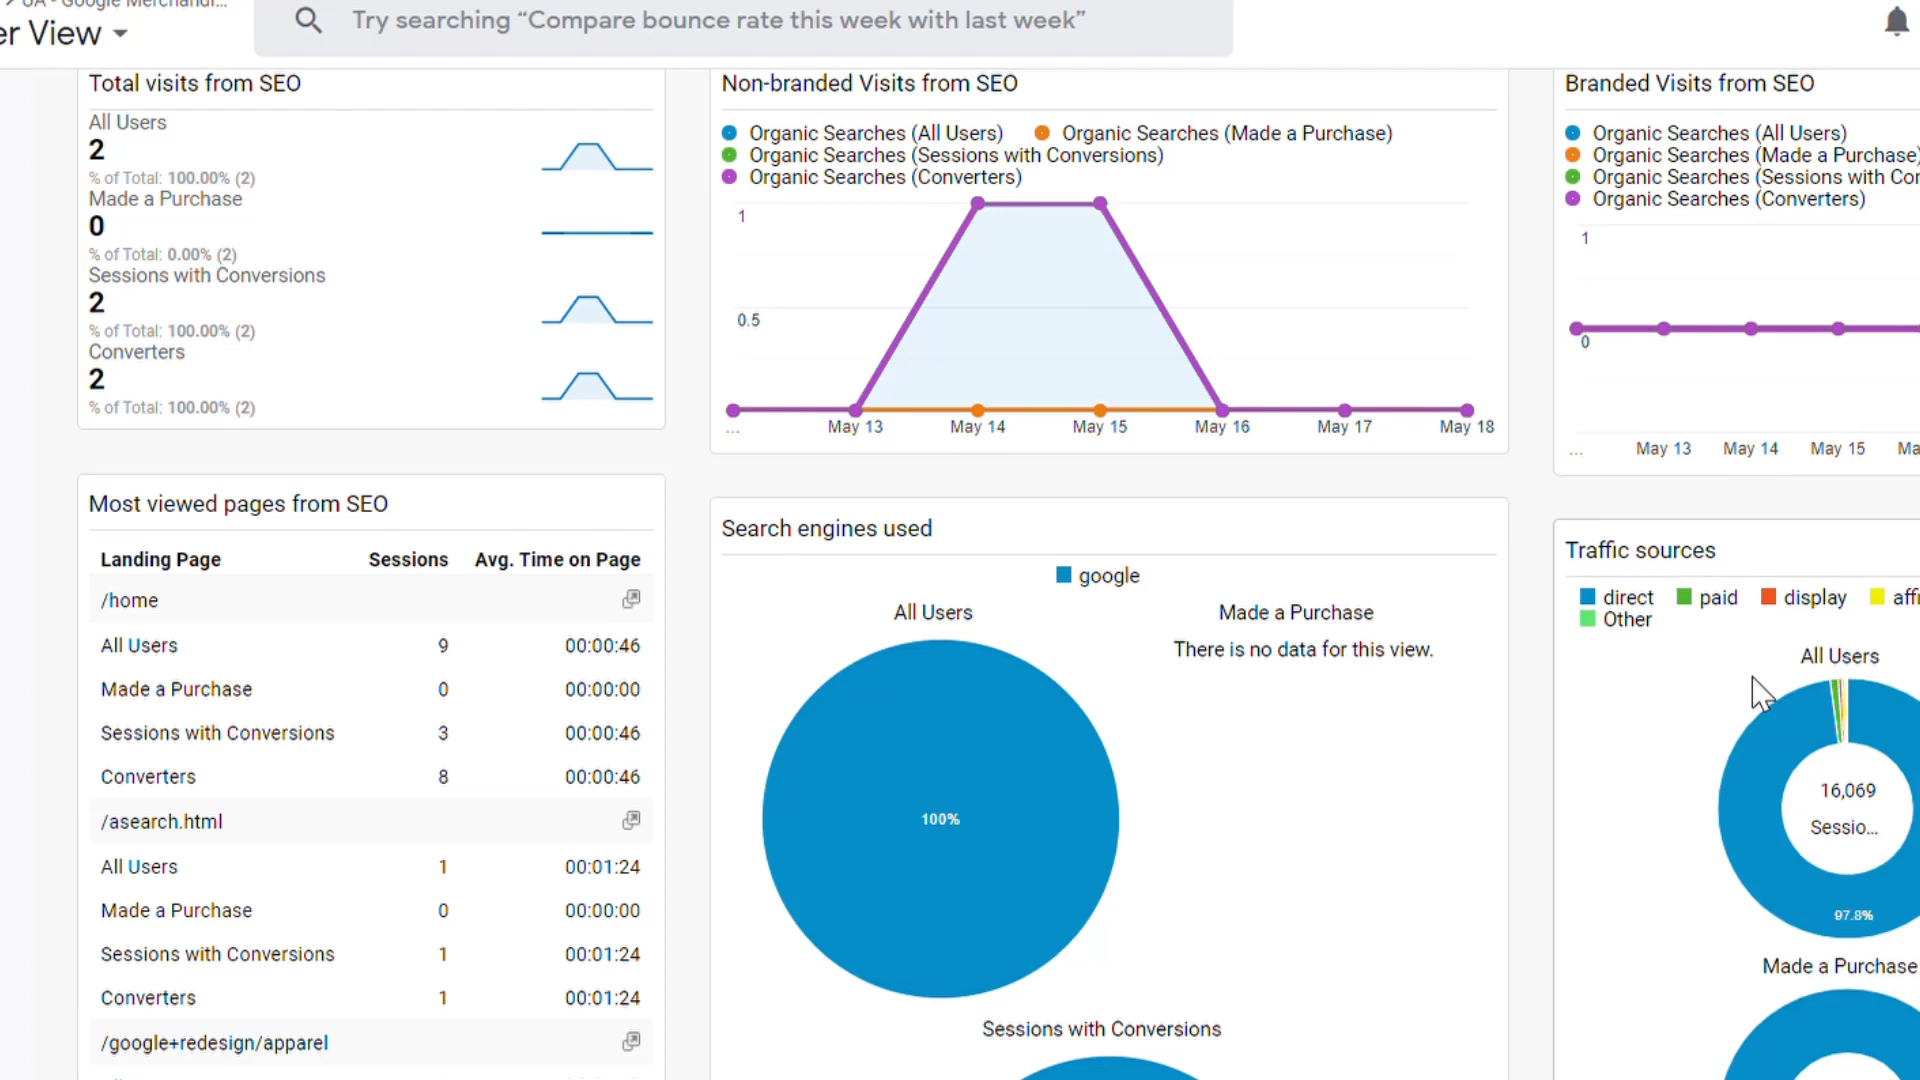 UA - Google Merchandi...
er View
Try searching “Compare bounce rate this week with last week”
Total visits from SEO
All Users
2
% of Total: 100.00% (2)
Made a Purchase
0
% of Total: 0.00% (2)
Sessions with Conversions
2
% of Total: 100.00% (2)
Converters
2
% of Total: 100.00% (2)
Non-branded Visits from SEO
Organic Searches (All Users) Organic Searches (Made a Purchase)
Organic Searches (Sessions with Conversions)
Organic Searches (Converters)
1
0.5
... May 13 May 14 May 15 May 16 May 17 May 18
Branded Visits from SEO
Organic Searches (All Users)
Organic Searches (Made a Purchase)
Organic Searches (Sessions with Cor
Organic Searches (Converters)
1
0
... May 13 May 14 May 15 Ma
Most viewed pages from SEO
Landing Page Sessions Avg. Time on Page
/home
All Users 9 00:00:46
Made a Purchase 0 00:00:00
Sessions with Conversions 3 00:00:46
Converters 8 00:00:46
/asearch.html
All Users 1 00:01:24
Made a Purchase 0 00:00:00
Sessions with Conversions 1 00:01:24
Converters 1 00:01:24
/google+redesign/apparel
Search engines used
google
All Users
100%
Made a Purchase
There is no data for this view.
Sessions with Conversions
Traffic sources
direct paid display affi
Other
All Users
16,069
Sessio...
97.8%
Made a Purchase